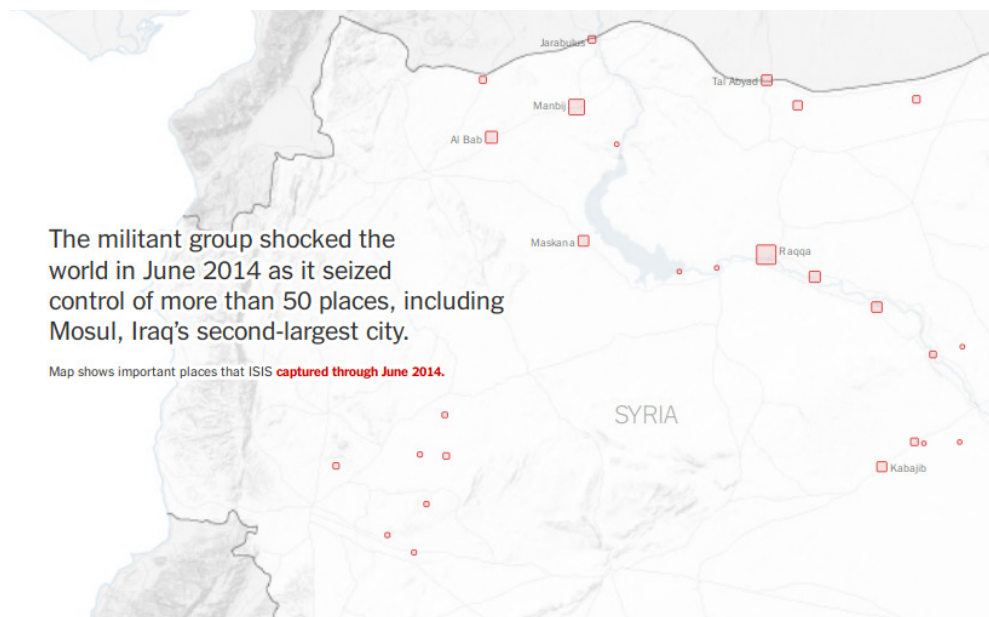 Jarabulus
Tal Abyad
Manbij
Al Bab
Maskana
Raqqa
The militant group shocked the
world in June 2014 as it seized
control of more than 50 places, including
Mosul, Iraq's second-largest city.
Map shows important places that ISIS captured through June 2014.
SYRIA
Kabajib